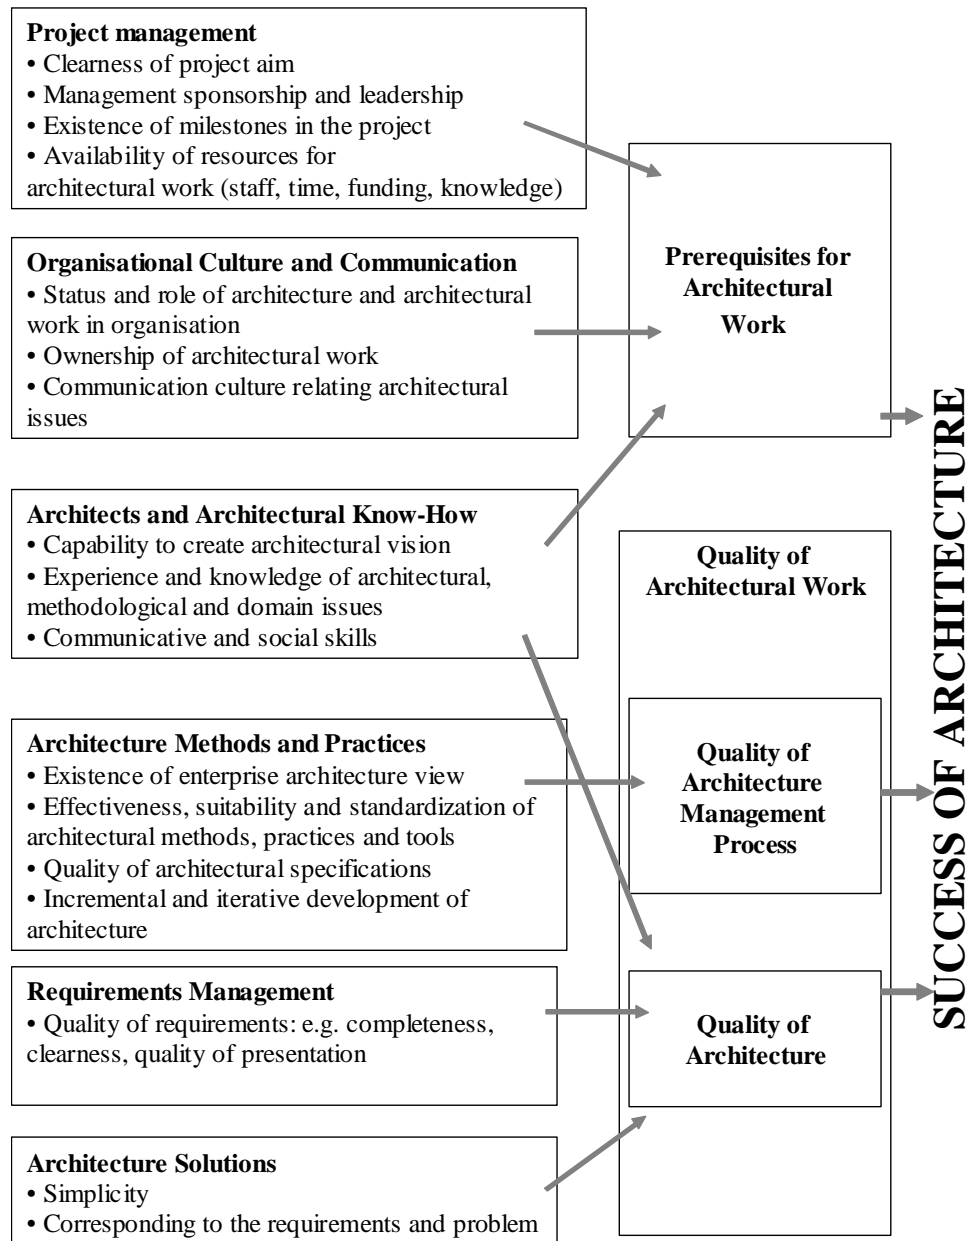 Project management
• Clearness of project aim
• Management sponsorship and leadership
• Existence of milestones in the project
• Availability of resources for
architectural work (staff, time, funding, knowledge)
Organisational Culture and Communication
• Status and role of architecture and architectural
work in organisation
• Ownership of architectural work
• Communication culture relating architectural
issues
Architects and Architectural Know-How
• Capability to create architectural vision
• Experience and knowledge of architectural,
methodological and domain issues
• Communicative and social skills
Architecture Methods and Practices
• Existence of enterprise architecture view
• Effectiveness, suitability and standardization of
architectural methods, practices and tools
• Quality of architectural specifications
• Incremental and iterative development of
architecture
Requirements Management
• Quality of requirements: e.g. completeness,
clearness, quality of presentation
Architecture Solutions
• Simplicity
• Corresponding to the requirements and problem
Prerequisites for
Architectural
Work
Quality of
Architectural Work
Quality of
Architecture
Management
Process
Quality of
Architecture
SUCCESS OF ARCHITECTURE